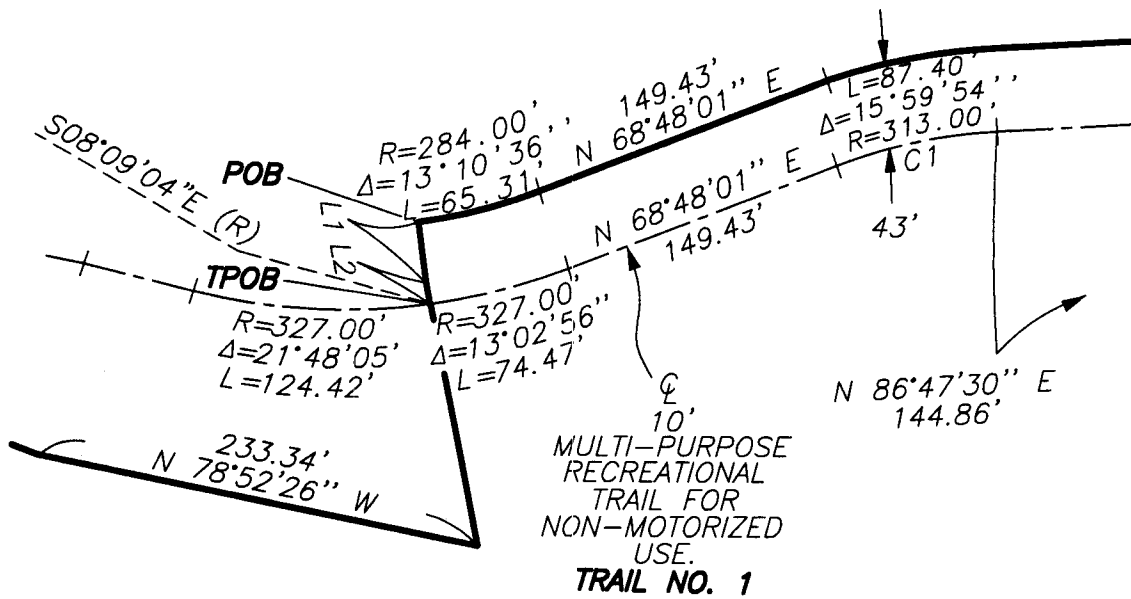 S08°09'04"E (R)
POB
L1
L2
TPOB
R=284.00'
Δ=13°10'36''
L=65.31'
149.43'
N 68°48'01'' E
L=87.40'
Δ=15°59'54''
R=313.00'
C1
N 68°48'01'' E
149.43'
43'
R=327.00'
Δ=21°48'05'
L=124.42'
R=327.00'
Δ=13°02'56''
L=74.47'
N 86°47'30'' E
144.86'
233.34'
N 78°52'26'' W
℄
10'
MULTI-PURPOSE
RECREATIONAL
TRAIL FOR
NON-MOTORIZED
USE.
TRAIL NO. 1